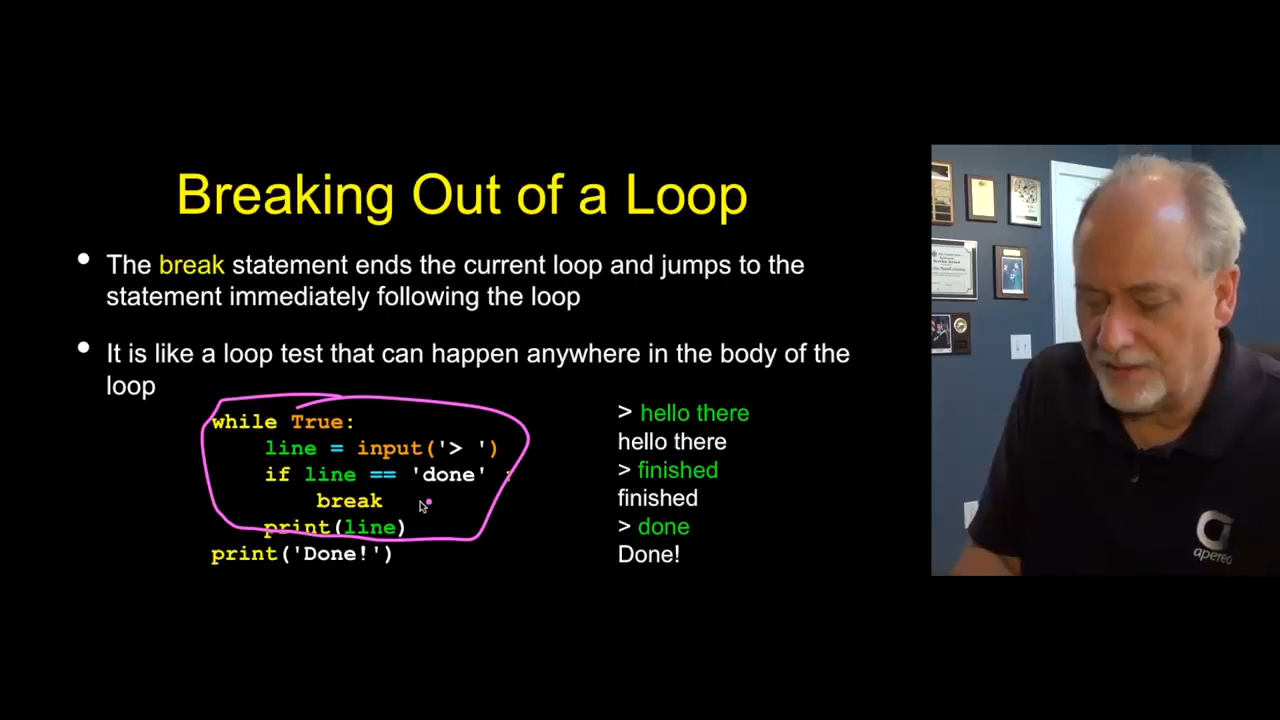 Breaking Out of a Loop
• The break statement ends the current loop and jumps to the
statement immediately following the loop
• It is like a loop test that can happen anywhere in the body of the
loop
while True:
    line = input('> ')
    if line == 'done' :
        break
    print(line)
print('Done!')
> hello there
hello there
> finished
finished
> done
Done!
apereo